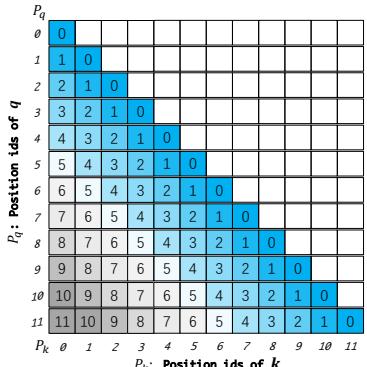 P_q
0 0
1 1 0
2 2 1 0
3 3 2 1 0
4 4 3 2 1 0
5 5 4 3 2 1 0
6 6 5 4 3 2 1 0
7 7 6 5 4 3 2 1 0
8 8 7 6 5 4 3 2 1 0
9 9 8 7 6 5 4 3 2 1 0
10 10 9 8 7 6 5 4 3 2 1 0
11 11 10 9 8 7 6 5 4 3 2 1 0
P_k 0 1 2 3 4 5 6 7 8 9 10 11
P_q: Position ids of q
P_k: Position ids of k